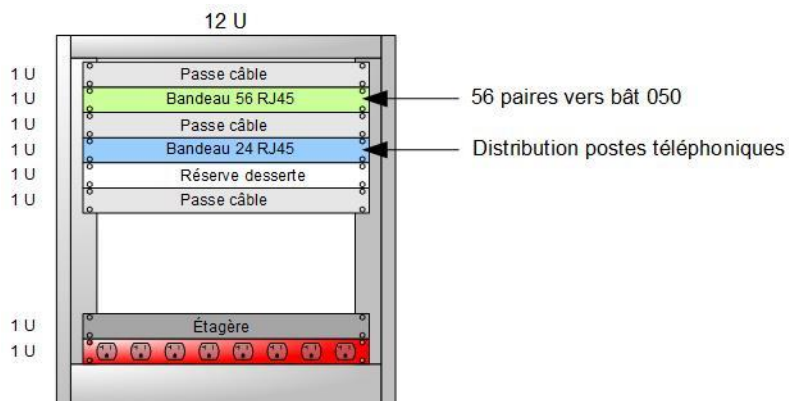 12 U
1 U Passe câble
1 U Bandeau 56 RJ45 56 paires vers bât 050
1 U Passe câble
1 U Bandeau 24 RJ45 Distribution postes téléphoniques
1 U Réserve desserte
1 U Passe câble
1 U Étagère
1 U